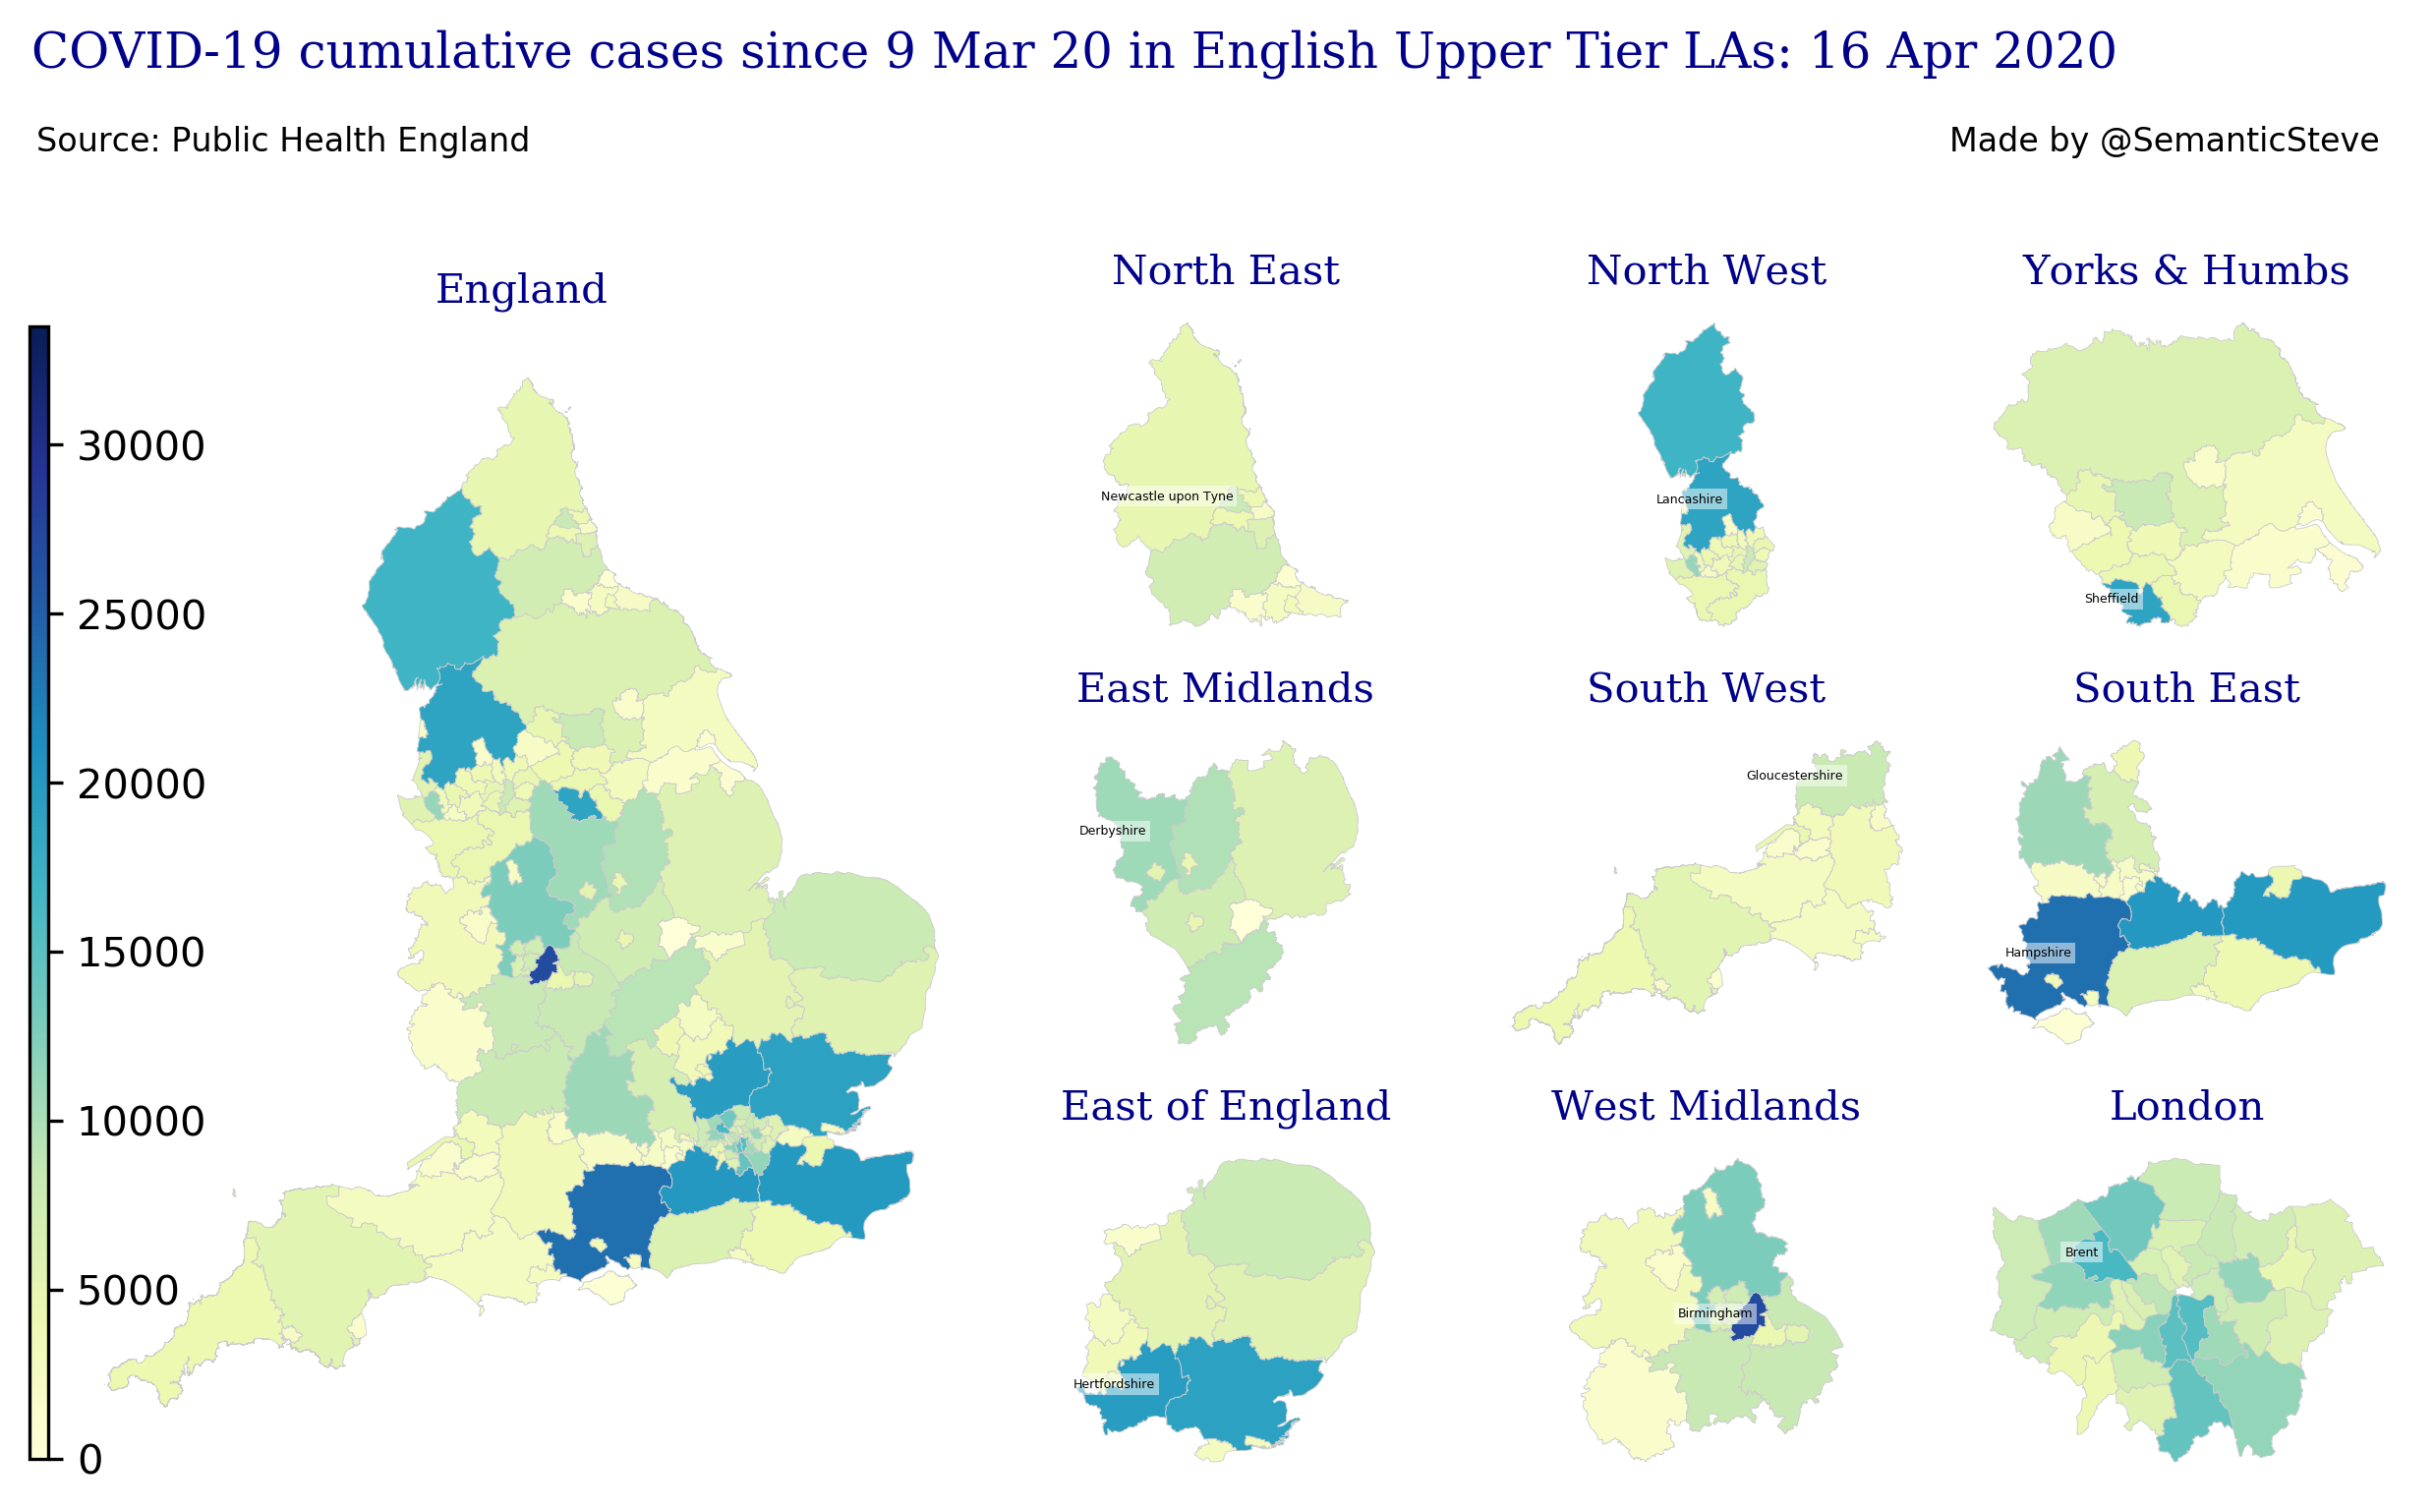 COVID-19 cumulative cases since 9 Mar 20 in English Upper Tier LAs: 16 Apr 2020
Source: Public Health England
Made by @SemanticSteve
England
30000
25000
20000
15000
10000
5000
0
North East
Newcastle upon Tyne
North West
Lancashire
Yorks & Humbs
Sheffield
East Midlands
Derbyshire
South West
Gloucestershire
South East
Hampshire
East of England
Hertfordshire
West Midlands
Birmingham
London
Brent